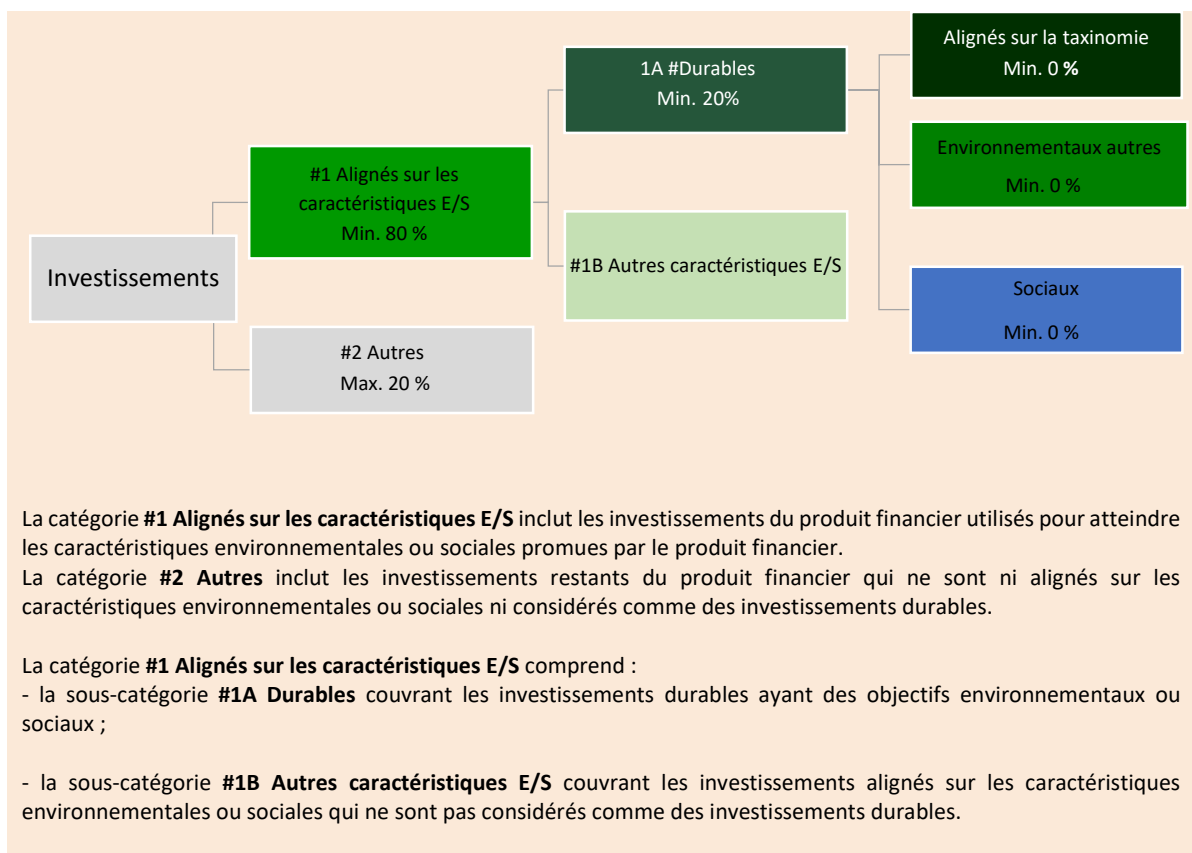 Investissements
#1 Alignés sur les
caractéristiques E/S
Min. 80 %
#2 Autres
Max. 20 %
1A #Durables
Min. 20%
#1B Autres caractéristiques E/S
Alignés sur la taxinomie
Min. 0 %
Environnementaux autres
Min. 0 %
Sociaux
Min. 0 %
La catégorie #1 Alignés sur les caractéristiques E/S inclut les investissements du produit financier utilisés pour atteindre
les caractéristiques environnementales ou sociales promues par le produit financier.
La catégorie #2 Autres inclut les investissements restants du produit financier qui ne sont ni alignés sur les
caractéristiques environnementales ou sociales ni considérés comme des investissements durables.
La catégorie #1 Alignés sur les caractéristiques E/S comprend :
- la sous-catégorie #1A Durables couvrant les investissements durables ayant des objectifs environnementaux ou
sociaux ;
- la sous-catégorie #1B Autres caractéristiques E/S couvrant les investissements alignés sur les caractéristiques
environnementales ou sociales qui ne sont pas considérés comme des investissements durables.